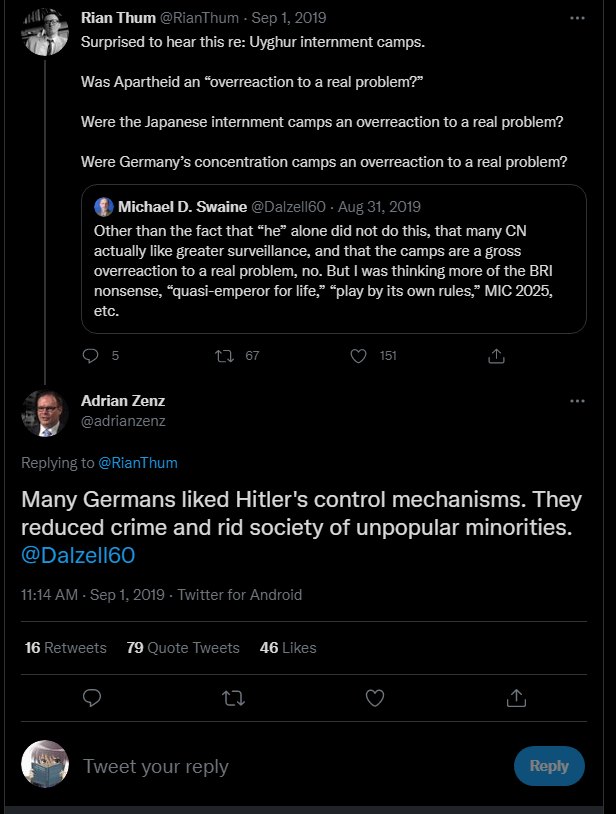 Rian Thum @RianThum · Sep 1, 2019
Surprised to hear this re: Uyghur internment camps.
Was Apartheid an “overreaction to a real problem?”
Were the Japanese internment camps an overreaction to a real problem?
Were Germany’s concentration camps an overreaction to a real problem?
Michael D. Swaine @Dalzell60 · Aug 31, 2019
Other than the fact that “he” alone did not do this, that many CN
actually like greater surveillance, and that the camps are a gross
overreaction to a real problem, no. But I was thinking more of the BRI
nonsense, “quasi-emperor for life,” “play by its own rules,” MIC 2025,
etc.
5 67 151
Adrian Zenz
@adrianzenz
Replying to @RianThum
Many Germans liked Hitler's control mechanisms. They
reduced crime and rid society of unpopular minorities.
@Dalzell60
11:14 AM · Sep 1, 2019 · Twitter for Android
16 Retweets 79 Quote Tweets 46 Likes
Tweet your reply Reply